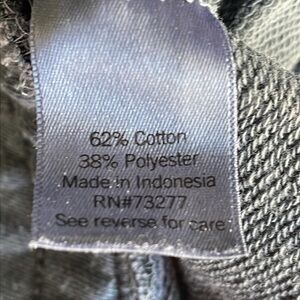 62% Cotton
38% Polyester
Made in Indonesia
RN#73277
See reverse for care